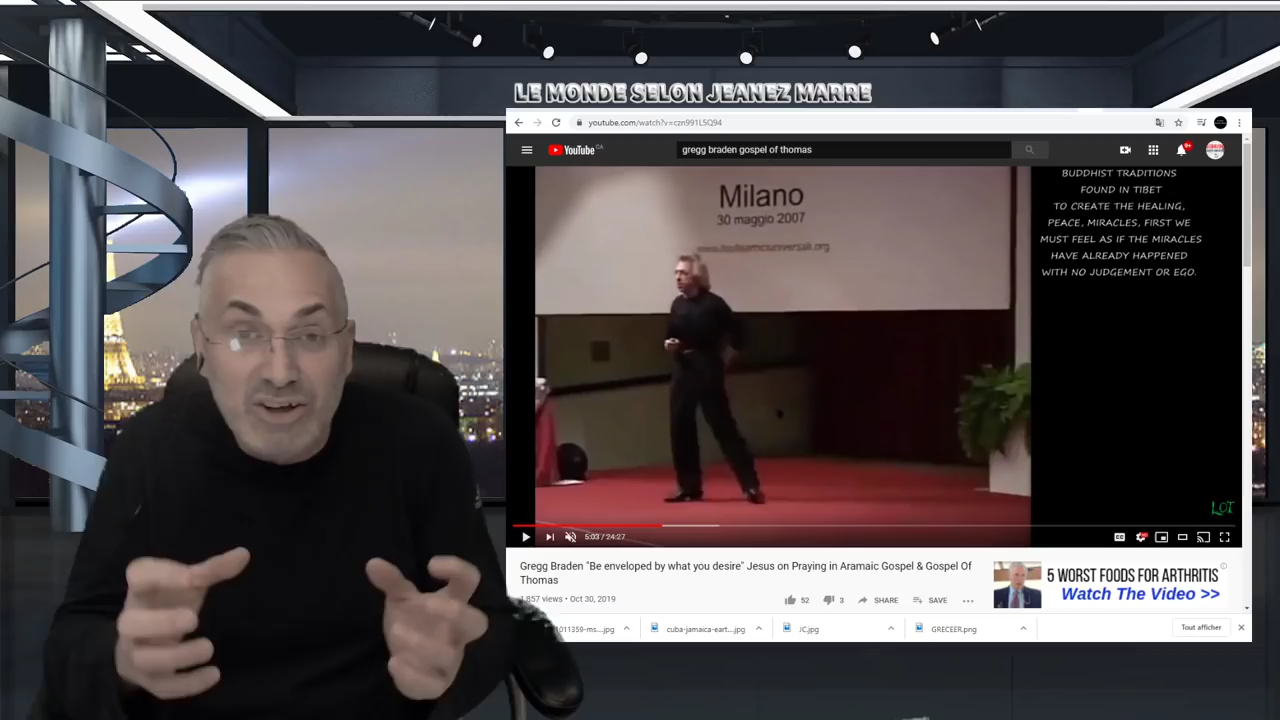 LE MONDE SELON JEANEZ MARRE
youtube.com/watch?v=czn991L5Q94
YouTube CA
gregg braden gospel of thomas
9+
Milano
30 maggio 2007
BUDDHIST TRADITIONS
FOUND IN TIBET
TO CREATE THE HEALING,
PEACE, MIRACLES, FIRST WE
MUST FEEL AS IF THE MIRACLES
HAVE ALREADY HAPPENED
WITH NO JUDGEMENT OR EGO.
LOT
5:03 / 24:27
Gregg Braden "Be enveloped by what you desire" Jesus on Praying in Aramaic Gospel & Gospel Of
Thomas
1,857 views • Oct 30, 2019
52
3
SHARE
SAVE
5 WORST FOODS FOR ARTHRITIS
Watch The Video >>
1011359-ms....jpg
cuba-jamaica-eart....jpg
JC.jpg
GRECEER.png
Tout afficher